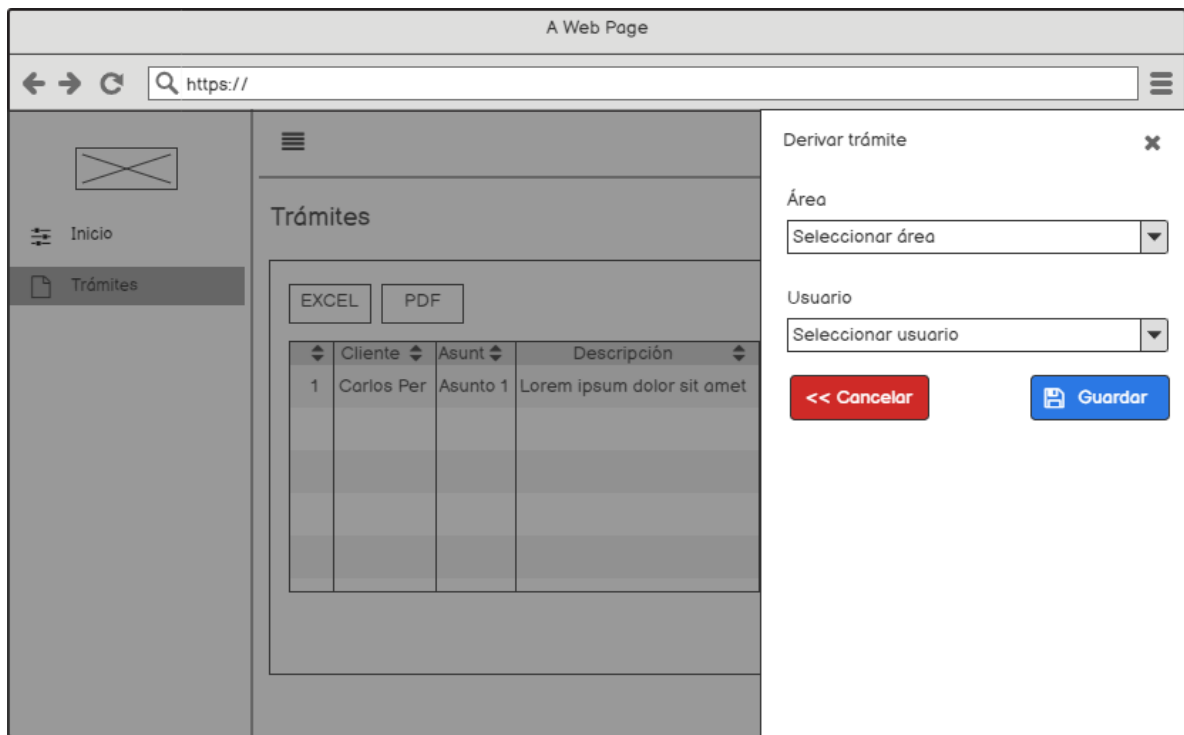 A Web Page
https://
Inicio
Trámites
Trámites
EXCEL PDF
Cliente Asunt Descripción
1 Carlos Per Asunto 1 Lorem ipsum dolor sit amet
Derivar trámite
Área
Seleccionar área
Usuario
Seleccionar usuario
<< Cancelar Guardar